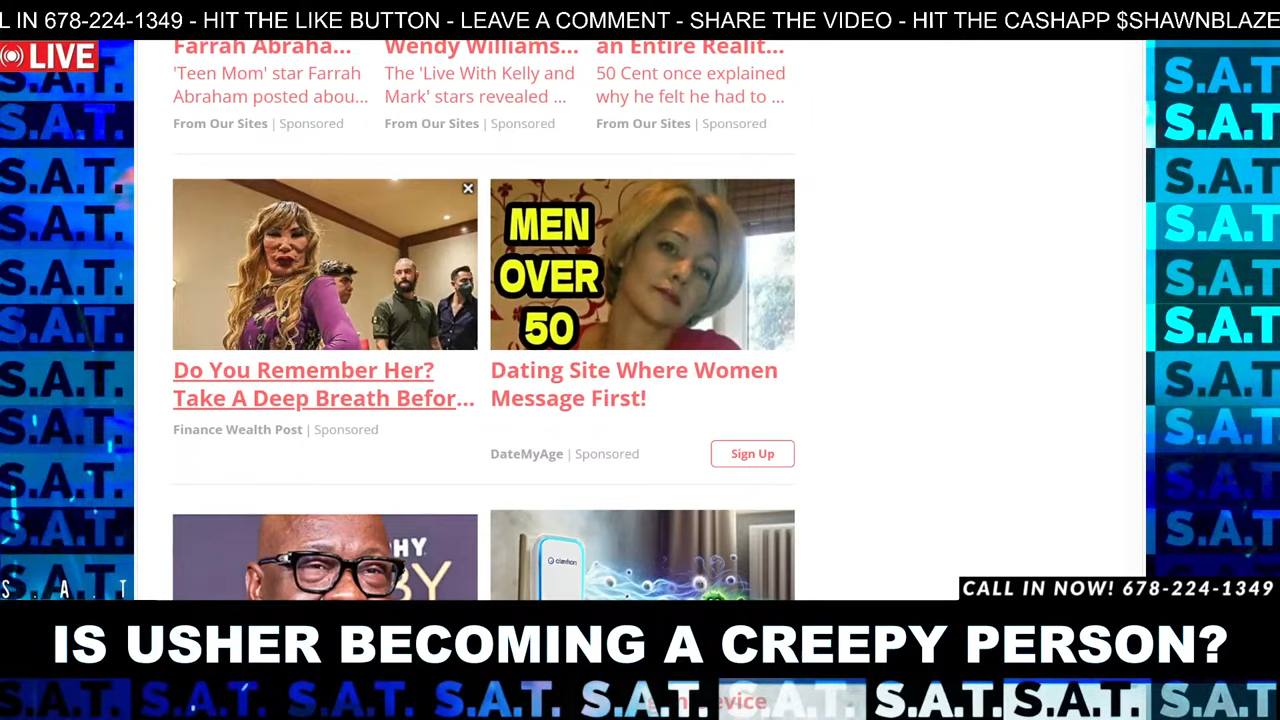 L IN 678-224-1349 - HIT THE LIKE BUTTON - LEAVE A COMMENT - SHARE THE VIDEO - HIT THE CASHAPP $SHAWNBLAZE
LIVE
Farrah Abraha...
'Teen Mom' star Farrah
Abraham posted abou...
From Our Sites | Sponsored
Wendy Williams...
The 'Live With Kelly and
Mark' stars revealed ...
From Our Sites | Sponsored
an Entire Realit...
50 Cent once explained
why he felt he had to ...
From Our Sites | Sponsored
Do You Remember Her?
Take A Deep Breath Befor...
Finance Wealth Post | Sponsored
MEN
OVER
50
Dating Site Where Women
Message First!
DateMyAge | Sponsored
Sign Up
HY.
BY
S.A.T.
S.A.T.
S.A.T.
S.A.T.
S.A.T.
S.A.T.
S.A.T.
S.A.T.
S.A.T.
S.A.T.
S.A.T.
S.A.T
S.A.T
S.A.T
S.A.T
S.A.T
S.A.T
S.A.T
S.A.T
S.A.T
S.A.T
S.A.T
S. A. T
CALL IN NOW! 678-224-1349
IS USHER BECOMING A CREEPY PERSON?
S.A.T. S.A.T. S.A.T. S.A.T. S.A.T. S.A.T. S.A.T. S.A.T. S.A.T